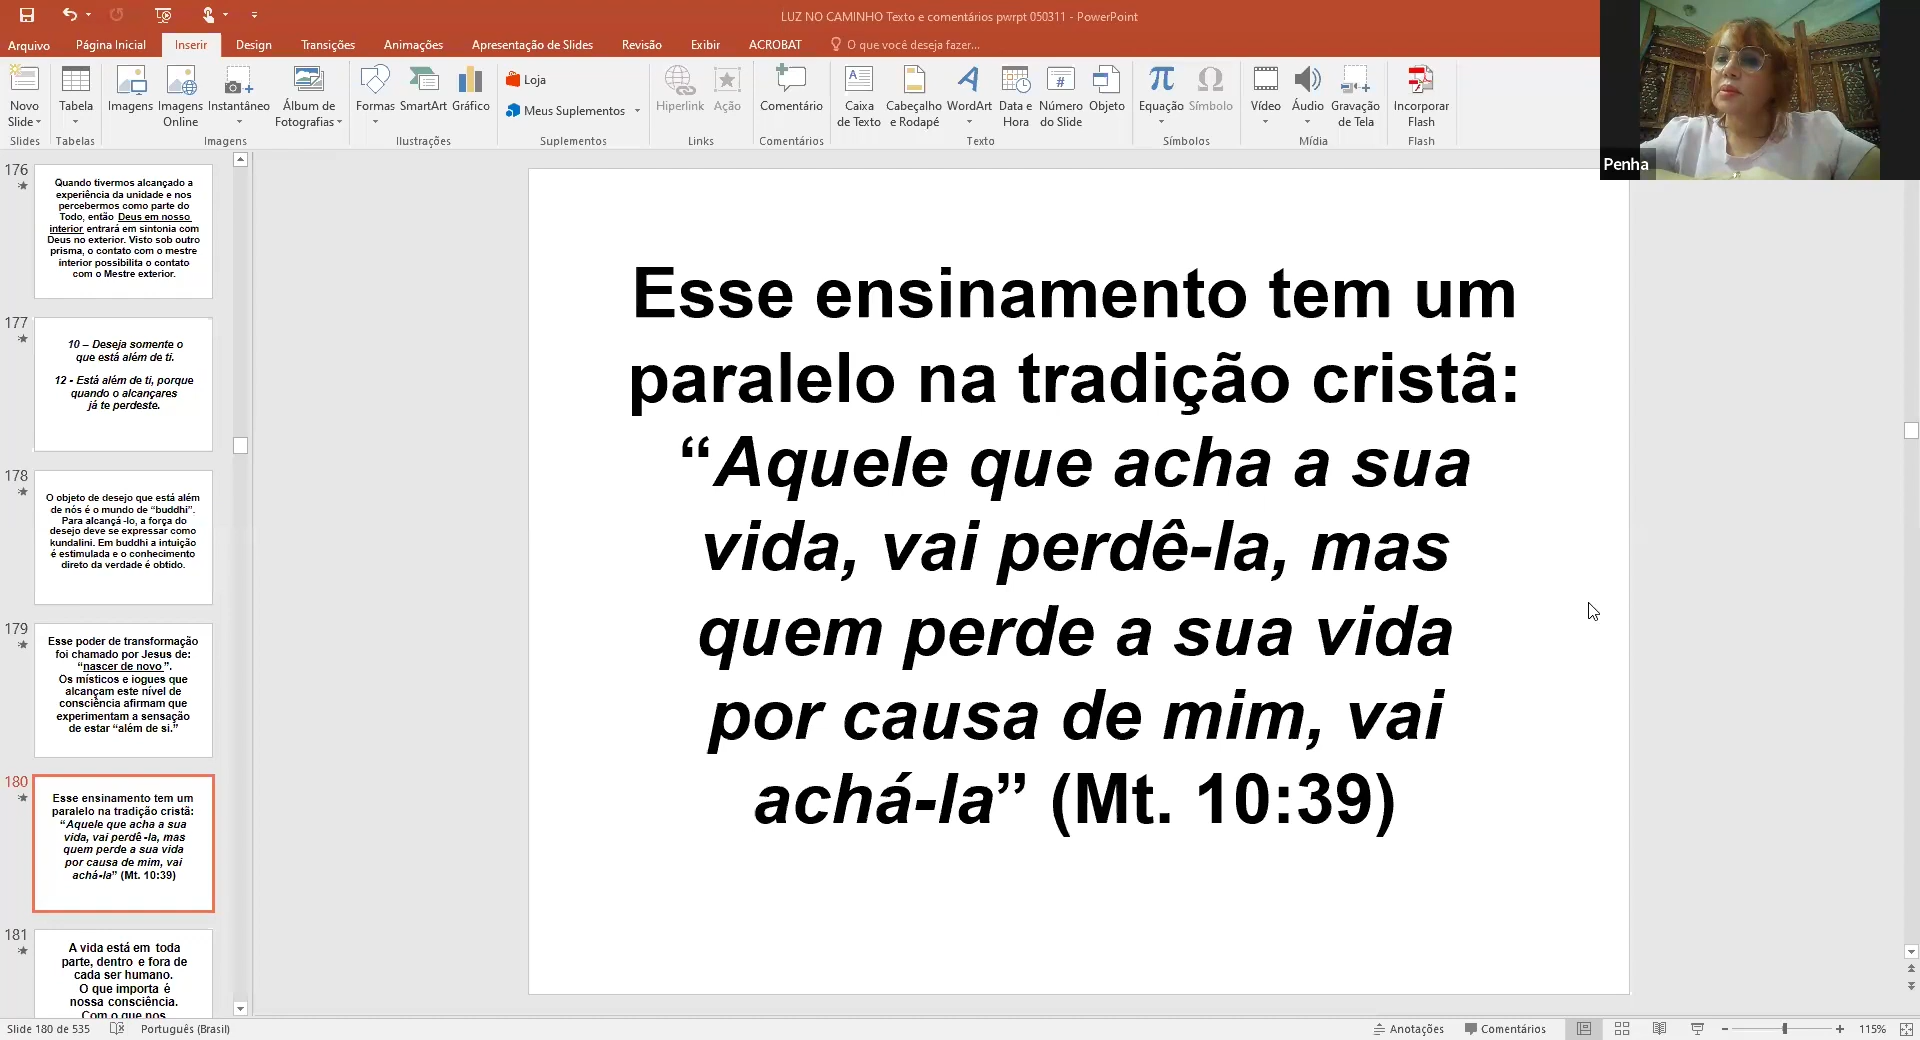 LUZ NO CAMINHO Texto e comentários pwrpt 050311 - PowerPoint
Arquivo Página Inicial Inserir Design Transições Animações Apresentação de Slides Revisão Exibir ACROBAT O que você deseja fazer...
Novo
Slide
Tabela
Imagens
Imagens
Online
Instantâneo
Álbum de
Fotografias
Formas
SmartArt
Gráfico
Loja
Meus Suplementos
Hiperlink
Ação
Comentário
Caixa
de Texto
Cabeçalho
e Rodapé
WordArt
Data e
Hora
Número
do Slide
Objeto
Equação
Símbolo
Vídeo
Áudio
Gravação
de Tela
Incorporar
Flash
Slides Tabelas Imagens Ilustrações Suplementos Links Comentários Texto Símbolos Mídia Flash
Penha
176
Quando tivermos alcançado a
experiência da unidade e nos
percebermos como parte do
Todo, então Deus em nosso
interior entrará em sintonia com
Deus no exterior. Visto sob outro
prisma, o contato com o mestre
interior possibilita o contato
com o Mestre exterior.
177
10 – Deseja somente o
que está além de ti.
12 - Está além de ti, porque
quando o alcançares
já te perdeste.
178
O objeto de desejo que está além
de nós é o mundo de “buddhi”.
Para alcançá -lo, a força do
desejo deve se expressar como
kundalini. Em buddhi a intuição
é estimulada e o conhecimento
direto da verdade é obtido.
179
Esse poder de transformação
foi chamado por Jesus de:
“nascer de novo ”.
Os místicos e iogues que
alcançam este nível de
consciência afirmam que
experimentam a sensação
de estar “além de si.”
180
Esse ensinamento tem um
paralelo na tradição cristã:
“Aquele que acha a sua
vida, vai perdê -la, mas
quem perde a sua vida
por causa de mim, vai
achá-la” (Mt. 10:39)
181
A vida está em toda
parte, dentro e fora de
cada ser humano.
O que importa é
nossa consciência.
Com o que nos
Esse ensinamento tem um
paralelo na tradição cristã:
“Aquele que acha a sua
vida, vai perdê-la, mas
quem perde a sua vida
por causa de mim, vai
achá-la” (Mt. 10:39)
Slide 180 de 535 Português (Brasil) Anotações Comentários 115%